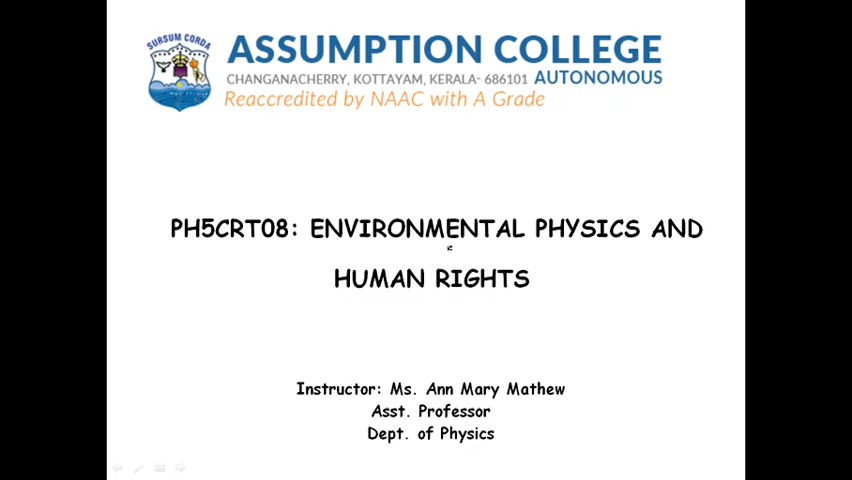 SURSUM CORDA
ASSUMPTION COLLEGE
CHANGANACHERRY, KOTTAYAM, KERALA- 686101 AUTONOMOUS
Reaccredited by NAAC with A Grade
PH5CRT08: ENVIRONMENTAL PHYSICS AND
HUMAN RIGHTS
Instructor: Ms. Ann Mary Mathew
Asst. Professor
Dept. of Physics